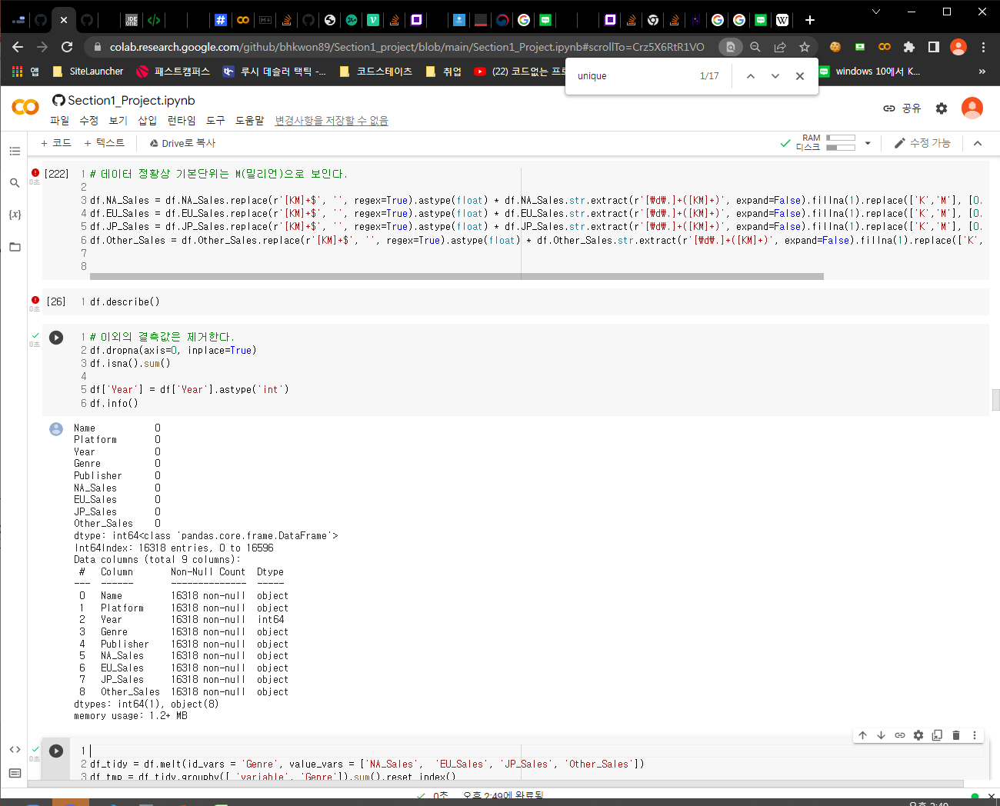 colab.research.google.com/github/bhkwon89/Section1_project/blob/main/Section1_Project.ipynb#scrollTo=Crz5X6RtR1VO
앱 SiteLauncher 패스트캠퍼스 루시 데슬러 택틱 -... 코드스테이츠 취업 (22) 코드없는 프로 windows 10에서 K... »
unique 1/17
CO Section1_Project.ipynb
파일 수정 보기 삽입 런타임 도구 도움말 변경사항을 저장할 수 없음
공유
+ 코드 + 텍스트 Drive로 복사
RAM
디스크
수정 가능
[222]
0초
1 # 데이터 정황상 기본단위는 M(밀리언)으로 보인다.
2
3 df.NA_Sales = df.NA_Sales.replace(r'[KM]+$', '', regex=True).astype(float) * df.NA_Sales.str.extract(r'[₩d₩.]+([KM]+)', expand=False).fillna(1).replace(['K','M'], [0.
4 df.EU_Sales = df.EU_Sales.replace(r'[KM]+$', '', regex=True).astype(float) * df.EU_Sales.str.extract(r'[₩d₩.]+([KM]+)', expand=False).fillna(1).replace(['K','M'], [0.
5 df.JP_Sales = df.JP_Sales.replace(r'[KM]+$', '', regex=True).astype(float) * df.JP_Sales.str.extract(r'[₩d₩.]+([KM]+)', expand=False).fillna(1).replace(['K','M'], [0.
6 df.Other_Sales = df.Other_Sales.replace(r'[KM]+$', '', regex=True).astype(float) * df.Other_Sales.str.extract(r'[₩d₩.]+([KM]+)', expand=False).fillna(1).replace(['K',
7
8
[26] 1 df.describe()
0초
1 # 이외의 결측값은 제거한다.
0초
2 df.dropna(axis=0, inplace=True)
3 df.isna().sum()
4
5 df['Year'] = df['Year'].astype('int')
6 df.info()
Name 0
Platform 0
Year 0
Genre 0
Publisher 0
NA_Sales 0
EU_Sales 0
JP_Sales 0
Other_Sales 0
dtype: int64<class 'pandas.core.frame.DataFrame'>
Int64Index: 16318 entries, 0 to 16596
Data columns (total 9 columns):
# Column Non-Null Count Dtype
--- ------ -------------- -----
0 Name 16318 non-null object
1 Platform 16318 non-null object
2 Year 16318 non-null int64
3 Genre 16318 non-null object
4 Publisher 16318 non-null object
5 NA_Sales 16318 non-null object
6 EU_Sales 16318 non-null object
7 JP_Sales 16318 non-null object
8 Other_Sales 16318 non-null object
dtypes: int64(1), object(8)
memory usage: 1.2+ MB
1
0초
2 df_tidy = df.melt(id_vars = 'Genre', value_vars = ['NA_Sales', 'EU_Sales', 'JP_Sales', 'Other_Sales'])
3 df_tmp = df_tidy.groupby([ 'variable', 'Genre']).sum().reset_index()
0초 오후 2:49에 완료됨
오후 2:49